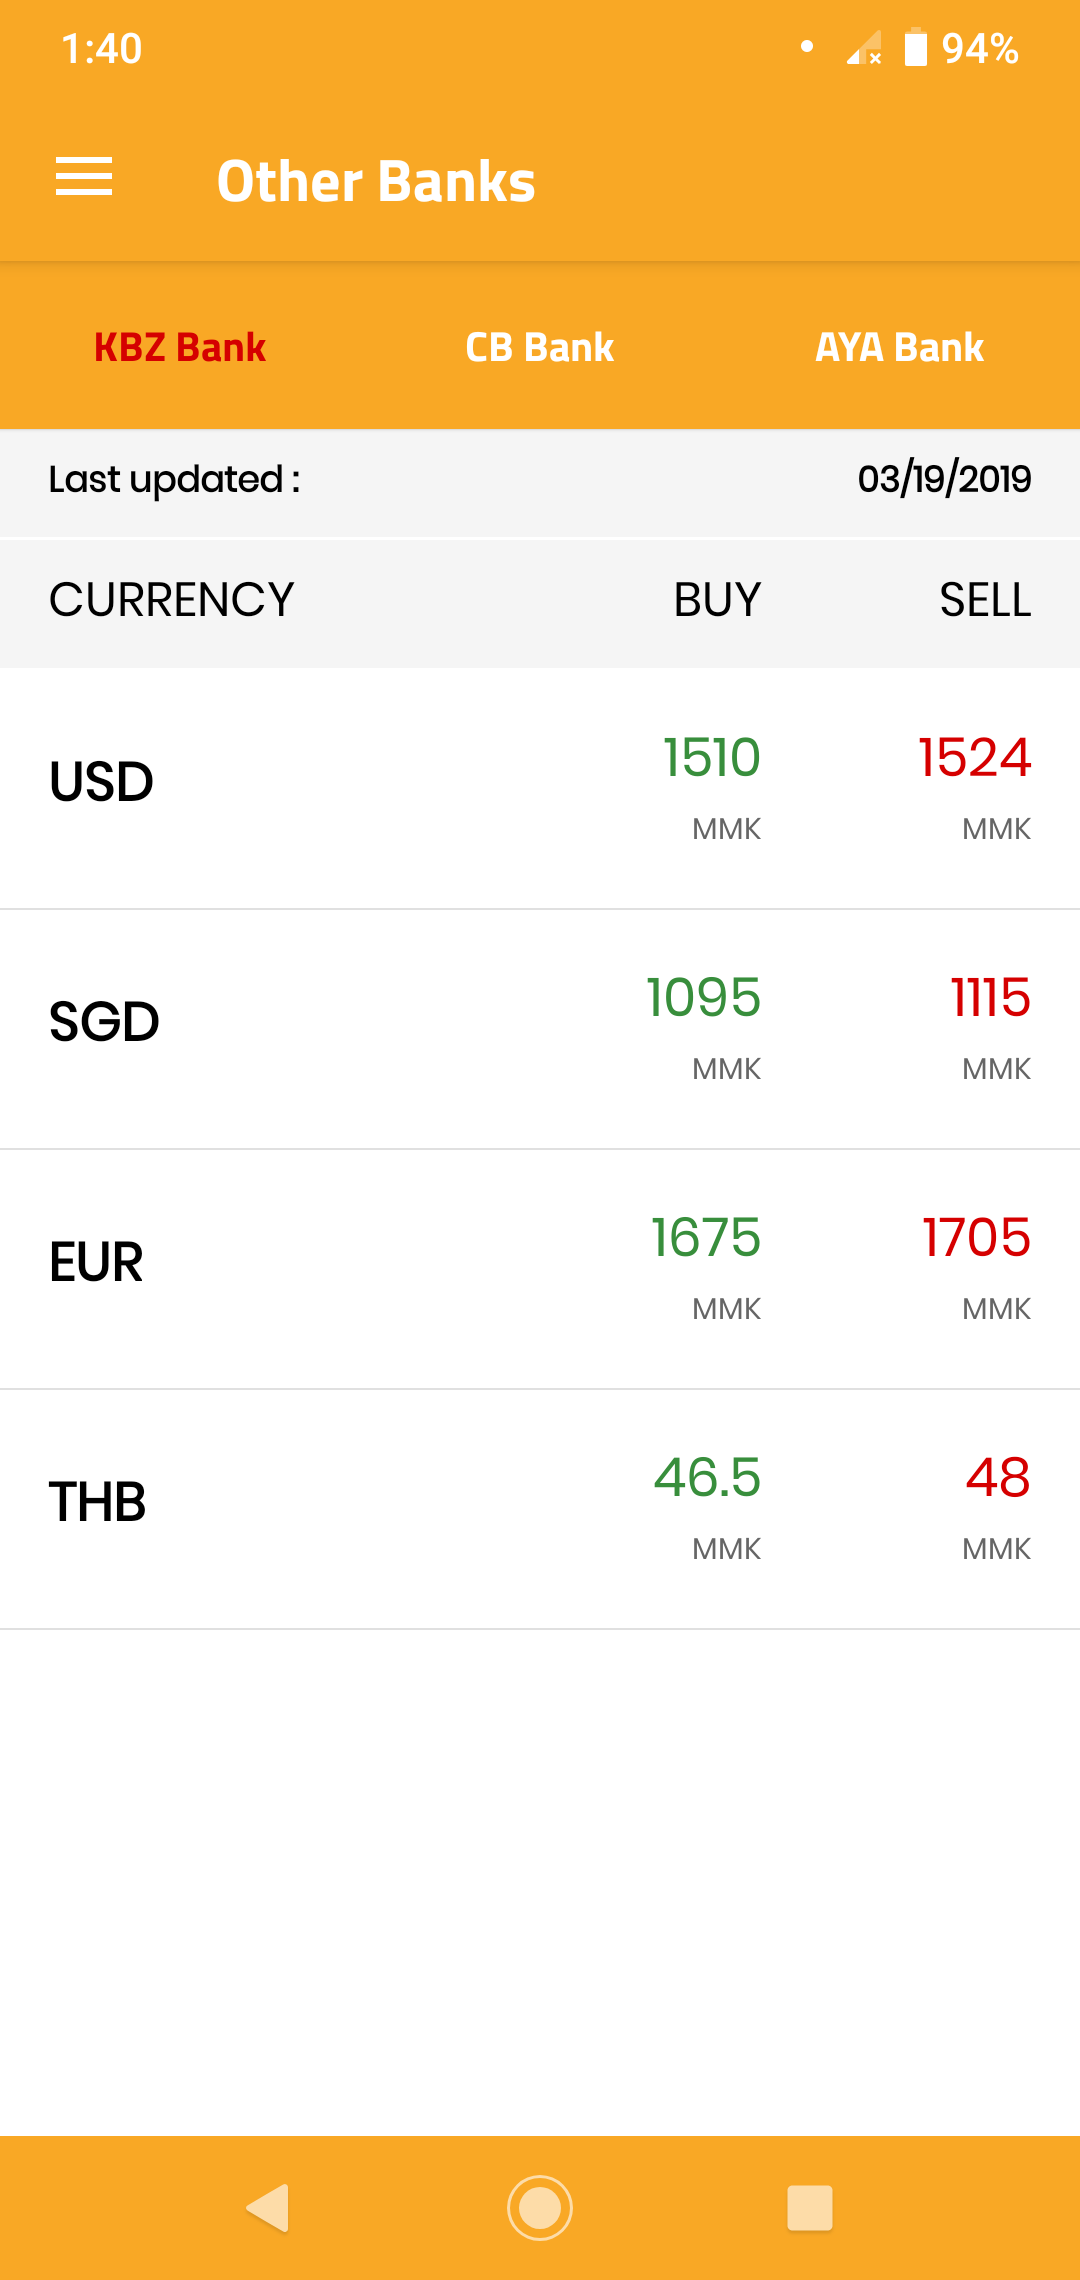 1:40 94%
Other Banks
KBZ Bank CB Bank AYA Bank
Last updated : 03/19/2019
CURRENCY BUY SELL
USD 1510 1524
MMK MMK
SGD 1095 1115
MMK MMK
EUR 1675 1705
MMK MMK
THB 46.5 48
MMK MMK